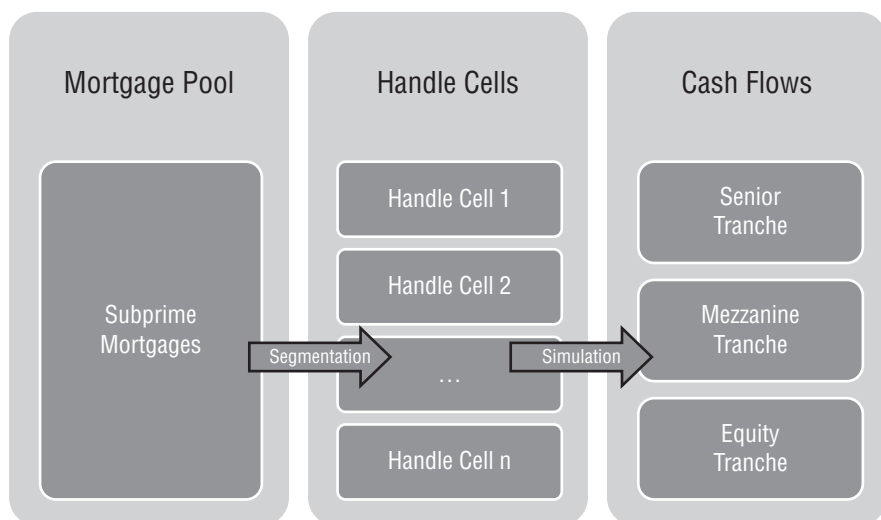 Mortgage Pool
Subprime
Mortgages
Segmentation
Handle Cells
Handle Cell 1
Handle Cell 2
...
Handle Cell n
Simulation
Cash Flows
Senior
Tranche
Mezzanine
Tranche
Equity
Tranche